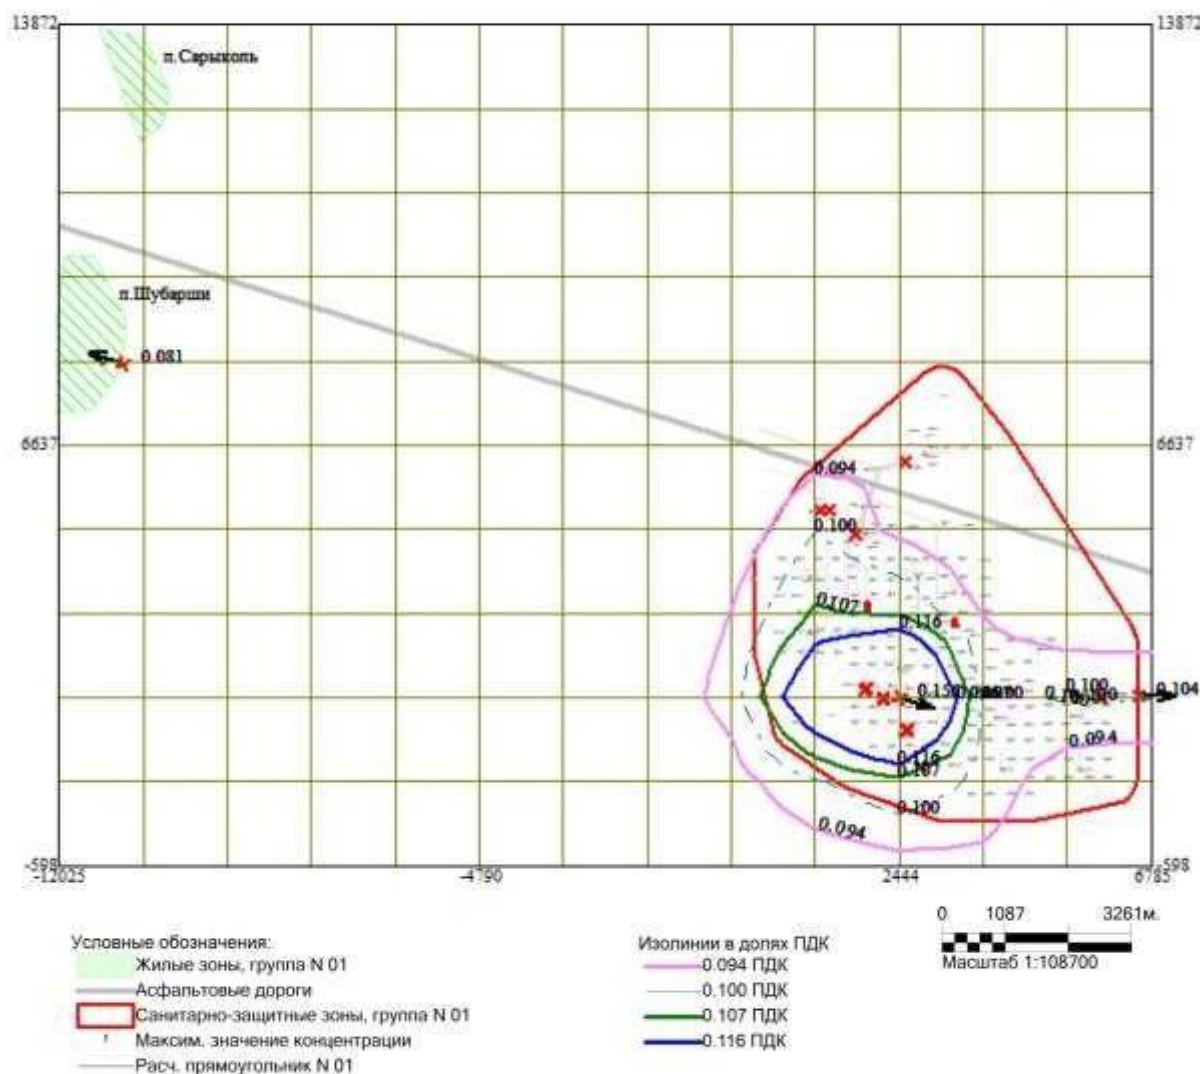 13872
13872
п.Сарыколь
п.Шубарши
0.081
6637
6637
0.094
0.100
0.107
0.116
0.100
0.104
0.094
0.116
0.107
0.100
0.094
-598
-598
-12025
-4790
2444
6785
0 1087 3261м.
Масштаб 1:108700
Условные обозначения:
Жилые зоны, группа N 01
Асфальтовые дороги
Санитарно-защитные зоны, группа N 01
Максим. значение концентрации
Расч. прямоугольник N 01
Изолинии в долях ПДК
0.094 ПДК
0.100 ПДК
0.107 ПДК
0.116 ПДК